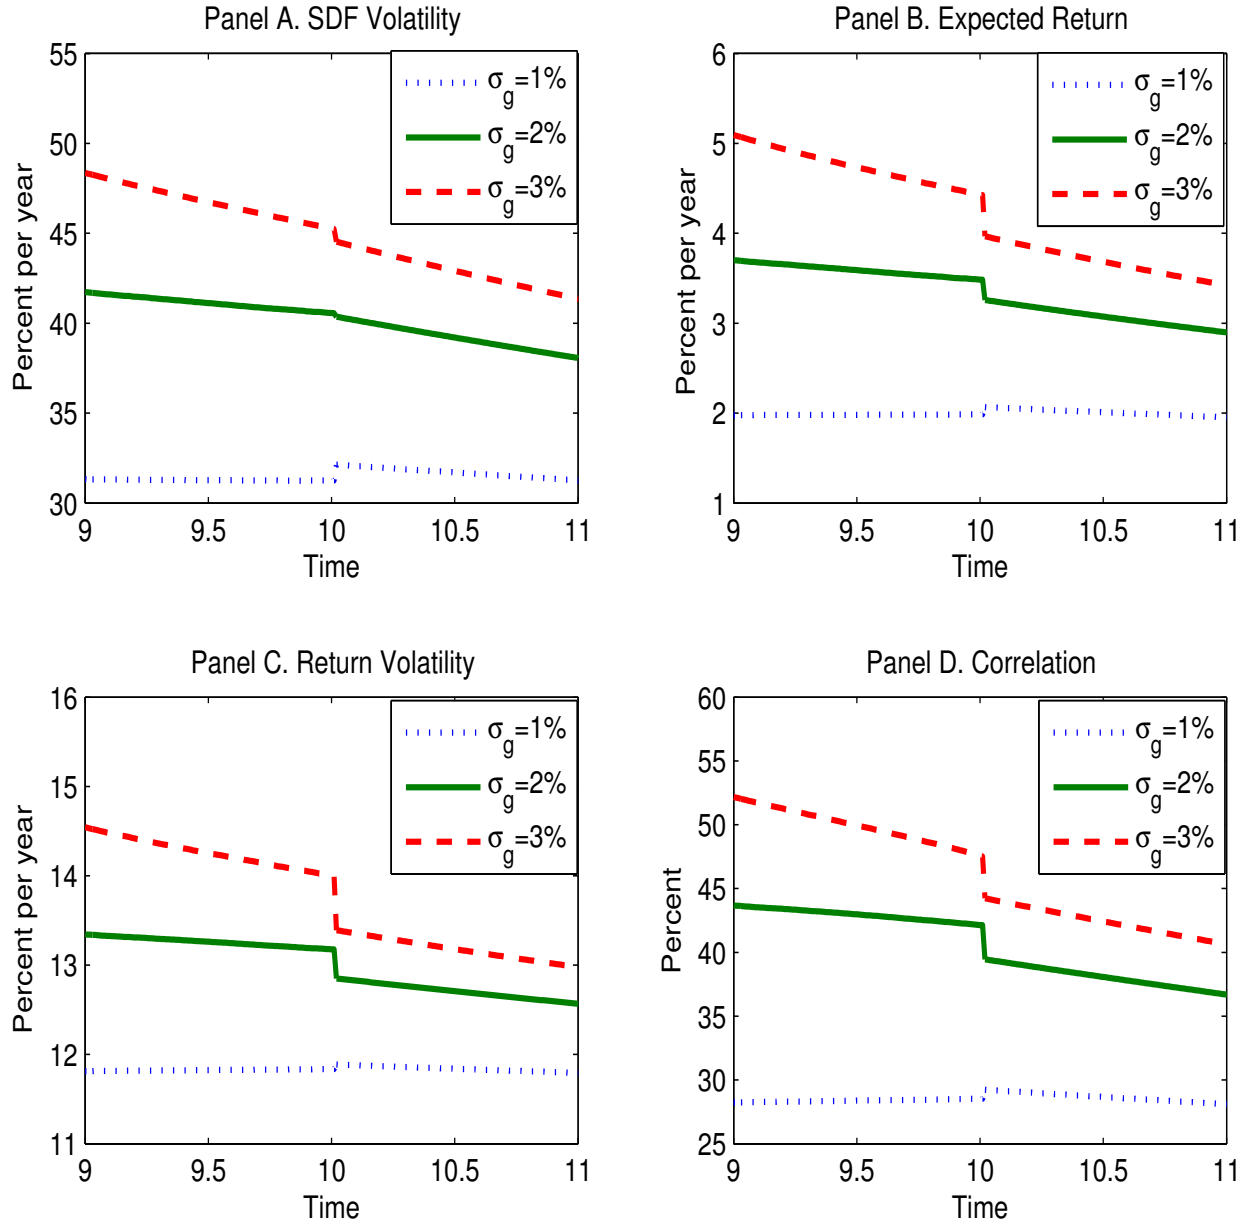 Panel A. SDF Volatility
55
50
45
40
35
30
Percent per year
9
9.5
10
10.5
11
Time
σg=1%
σg=2%
σg=3%
Panel B. Expected Return
6
5
4
3
2
1
Percent per year
9
9.5
10
10.5
11
Time
σg=1%
σg=2%
σg=3%
Panel C. Return Volatility
16
15
14
13
12
11
Percent per year
9
9.5
10
10.5
11
Time
σg=1%
σg=2%
σg=3%
Panel D. Correlation
60
55
50
45
40
35
30
25
Percent
9
9.5
10
10.5
11
Time
σg=1%
σg=2%
σg=3%